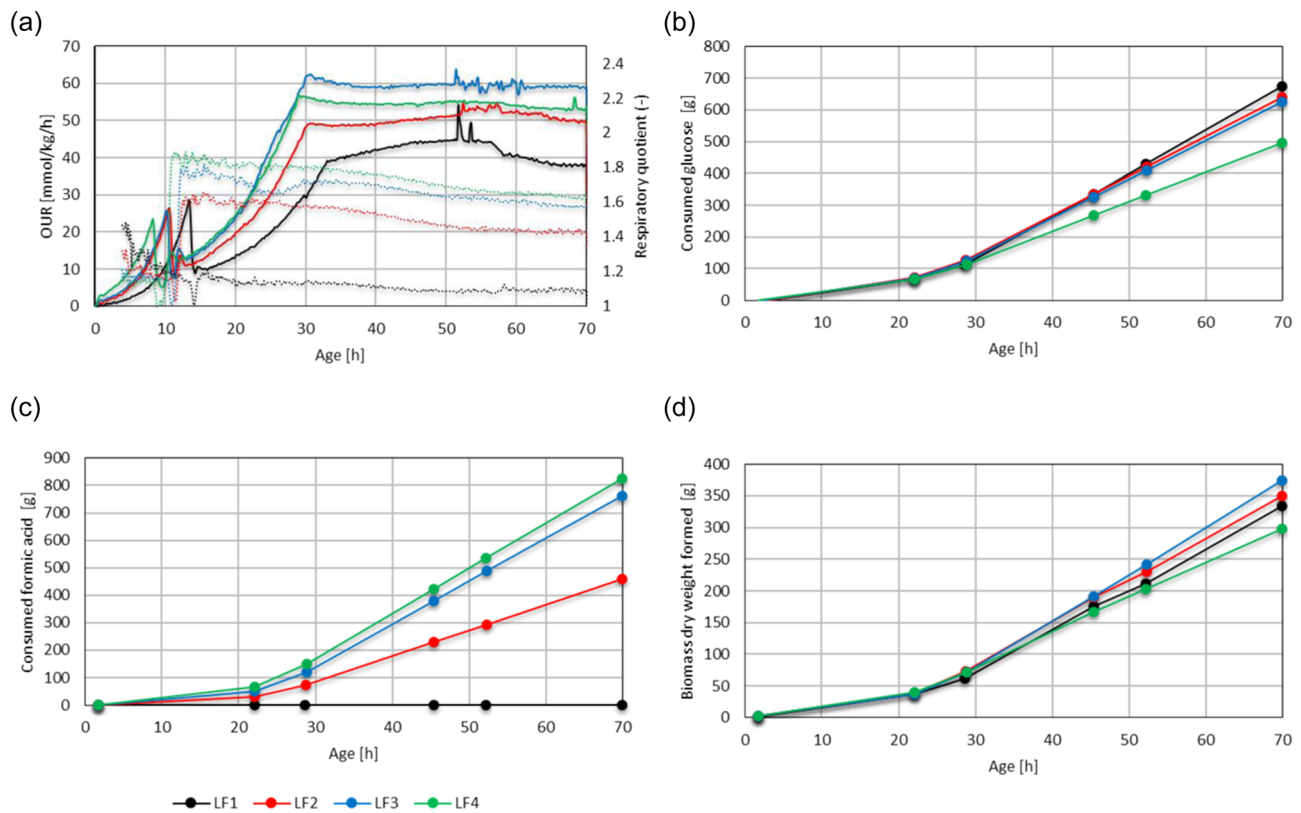 (a)
70
60
50
40
30
20
10
0
OUR [mmol/kg/h]
2.4
2.2
2
1.8
1.6
1.4
1.2
1
Respiratory quotient (-)
0 10 20 30 40 50 60 70
Age [h]
(b)
800
700
600
500
400
300
200
100
0
Consumed glucose [g]
0 10 20 30 40 50 60 70
Age [h]
(c)
900
800
700
600
500
400
300
200
100
0
Consumed formic acid [g]
0 10 20 30 40 50 60 70
Age [h]
(d)
400
350
300
250
200
150
100
50
0
Biomass dry weight formed [g]
0 10 20 30 40 50 60 70
Age [h]
LF1 LF2 LF3 LF4